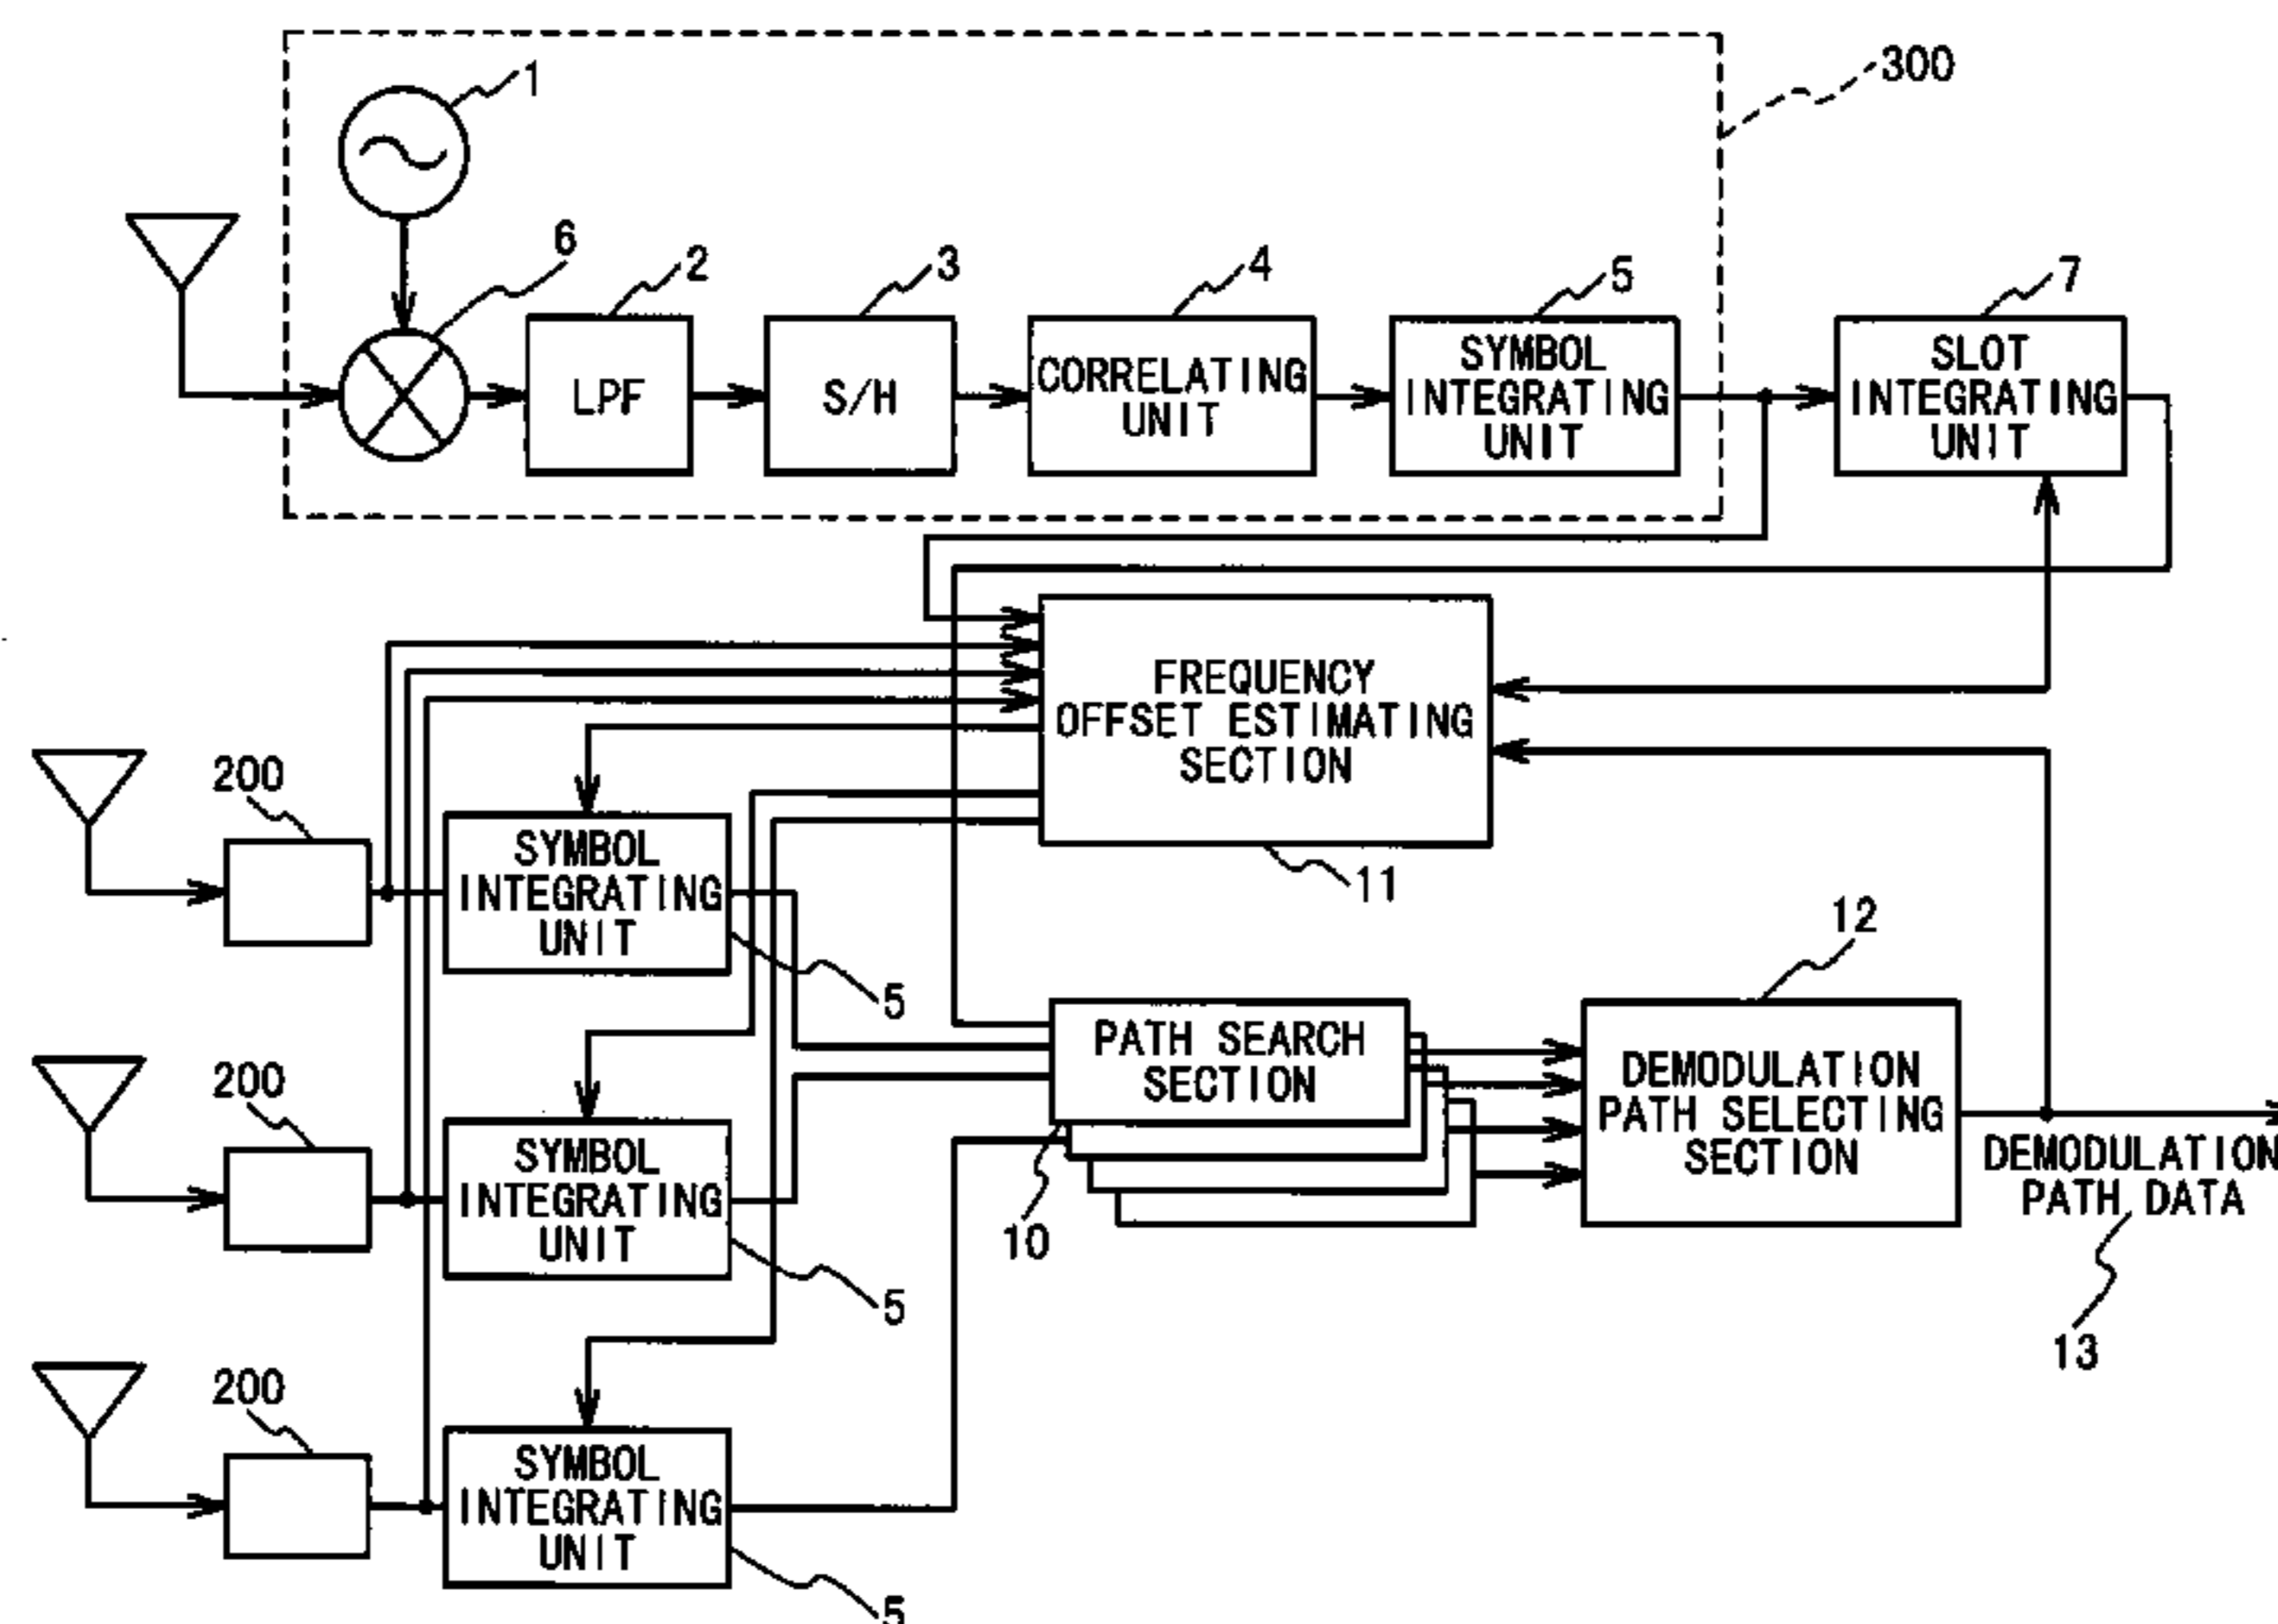 1
300
6
2
3
4
5
7
LPF
S/H
CORRELATING
UNIT
SYMBOL
INTEGRATING
UNIT
SLOT
INTEGRATING
UNIT
FREQUENCY
OFFSET ESTIMATING
SECTION
11
200
SYMBOL
INTEGRATING
UNIT
5
12
PATH SEARCH
SECTION
10
DEMODULATION
PATH SELECTING
SECTION
DEMODULATION
PATH DATA
13
200
SYMBOL
INTEGRATING
UNIT
5
200
SYMBOL
INTEGRATING
UNIT
5